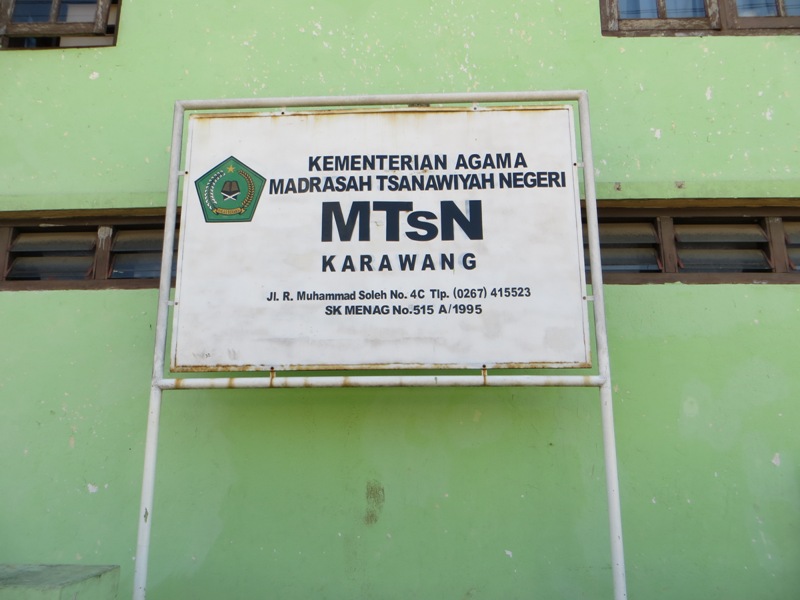 KEMENTERIAN AGAMA
MADRASAH TSANAWIYAH NEGERI
MTsN
KARAWANG
Jl. R. Muhammad Soleh No. 4C Tlp. (0267) 415523
SK MENAG No.515 A/1995